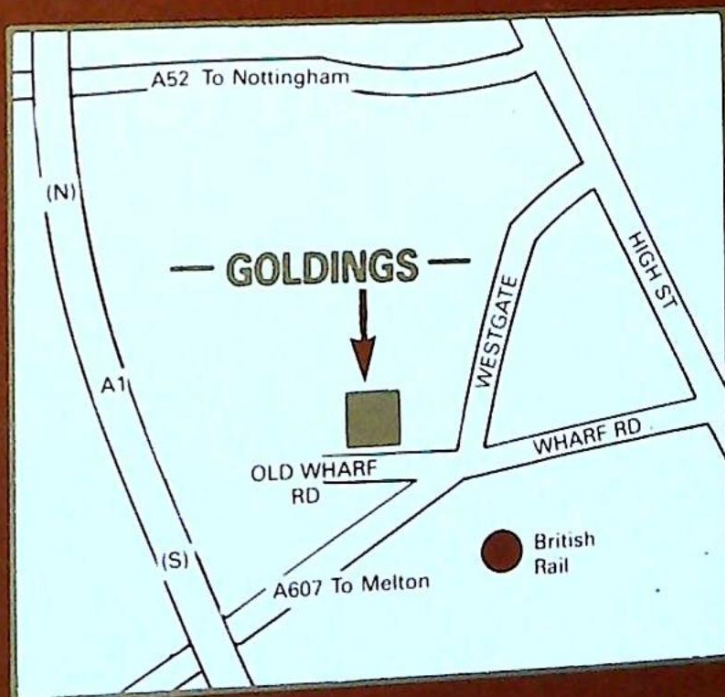 A52 To Nottingham
(N)
— GOLDINGS —
HIGH ST
WESTGATE
A1
WHARF RD
OLD WHARF
RD
British
Rail
(S)
A607 To Melton